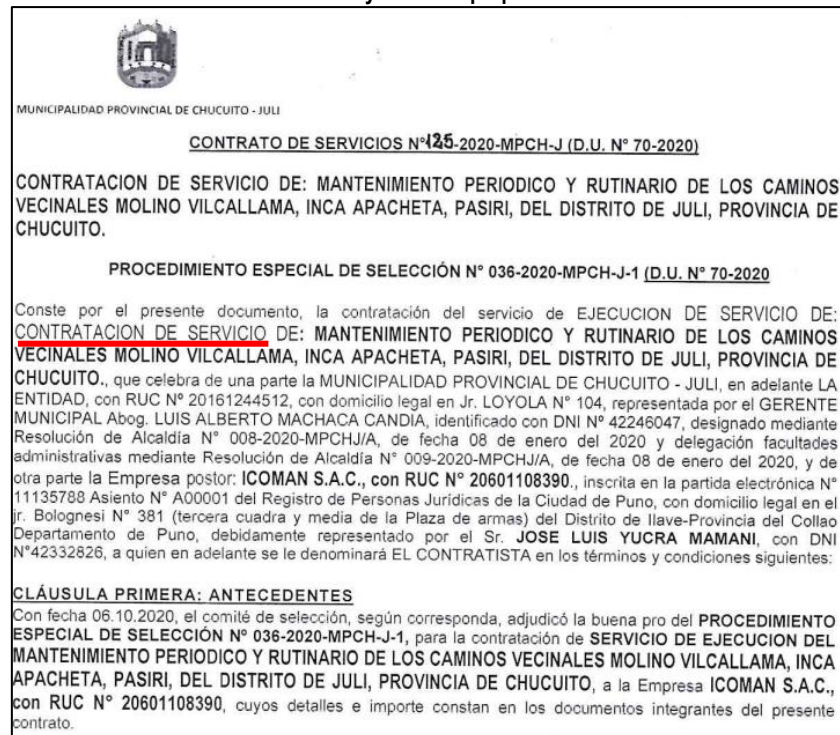 MUNICIPALIDAD PROVINCIAL DE CHUCUITO - JULI
CONTRATO DE SERVICIOS N°125-2020-MPCH-J (D.U. N° 70-2020)
CONTRATACION DE SERVICIO DE: MANTENIMIENTO PERIODICO Y RUTINARIO DE LOS CAMINOS
VECINALES MOLINO VILCALLAMA, INCA APACHETA, PASIRI, DEL DISTRITO DE JULI, PROVINCIA DE
CHUCUITO.
PROCEDIMIENTO ESPECIAL DE SELECCIÓN N° 036-2020-MPCH-J-1 (D.U. N° 70-2020
Conste por el presente documento, la contratación del servicio de EJECUCION DE SERVICIO DE:
CONTRATACION DE SERVICIO DE: MANTENIMIENTO PERIODICO Y RUTINARIO DE LOS CAMINOS
VECINALES MOLINO VILCALLAMA, INCA APACHETA, PASIRI, DEL DISTRITO DE JULI, PROVINCIA DE
CHUCUITO., que celebra de una parte la MUNICIPALIDAD PROVINCIAL DE CHUCUITO - JULI, en adelante LA
ENTIDAD, con RUC Nº 20161244512, con domicilio legal en Jr. LOYOLA N° 104, representada por el GERENTE
MUNICIPAL Abog. LUIS ALBERTO MACHACA CANDIA, identificado con DNI Nº 42246047, designado mediante
Resolución de Alcaldía N° 008-2020-MPCHJ/A, de fecha 08 de enero del 2020 y delegación facultades
administrativas mediante Resolución de Alcaldía N° 009-2020-MPCHJ/A, de fecha 08 de enero del 2020, y de
otra parte la Empresa postor: ICOMAN S.A.C., con RUC N° 20601108390., inscrita en la partida electrónica N°
11135788 Asiento N° A00001 del Registro de Personas Jurídicas de la Ciudad de Puno, con domicilio legal en el
jr. Bolognesi N° 381 (tercera cuadra y media de la Plaza de armas) del Distrito de Ilave-Provincia del Collao
Departamento de Puno, debidamente representado por el Sr. JOSE LUIS YUCRA MAMANI, con DNI
N°42332826, a quien en adelante se le denominará EL CONTRATISTA en los términos y condiciones siguientes:
CLÁUSULA PRIMERA: ANTECEDENTES
Con fecha 06.10.2020, el comité de selección, según corresponda, adjudicó la buena pro del PROCEDIMIENTO
ESPECIAL DE SELECCIÓN Nº 036-2020-MPCH-J-1, para la contratación de SERVICIO DE EJECUCION DEL
MANTENIMIENTO PERIODICO Y RUTINARIO DE LOS CAMINOS VECINALES MOLINO VILCALLAMA, INCA
APACHETA, PASIRI, DEL DISTRITO DE JULI, PROVINCIA DE CHUCUITO, a la Empresa ICOMAN S.A.C.,
con RUC N° 20601108390, cuyos detalles e importe constan en los documentos integrantes del presente
contrato.